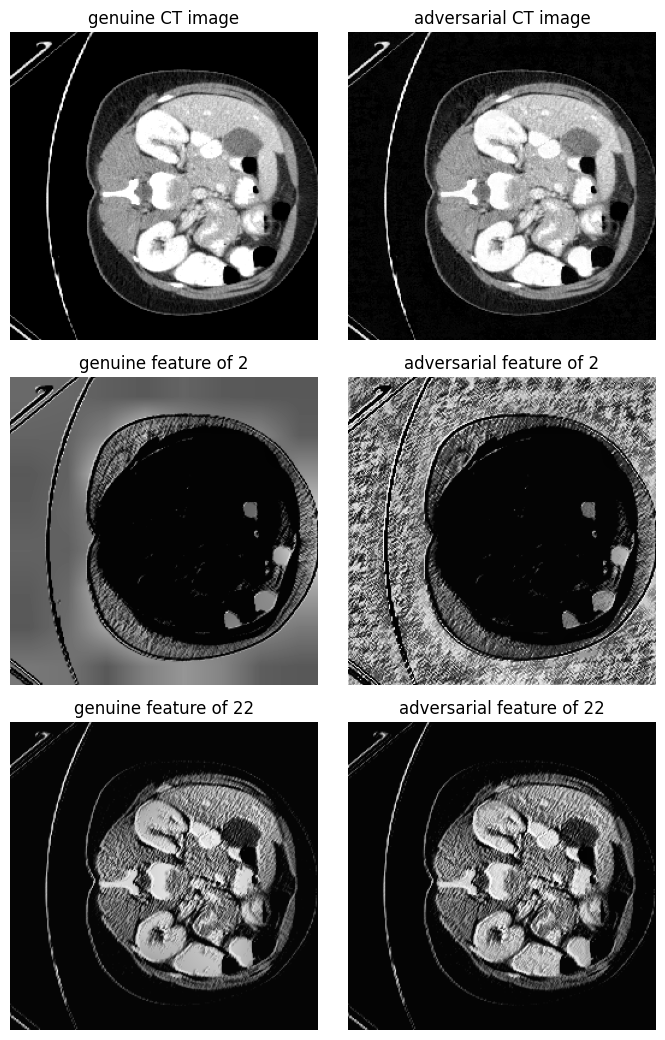 genuine CT image
adversarial CT image
genuine feature of 2
adversarial feature of 2
genuine feature of 22
adversarial feature of 22